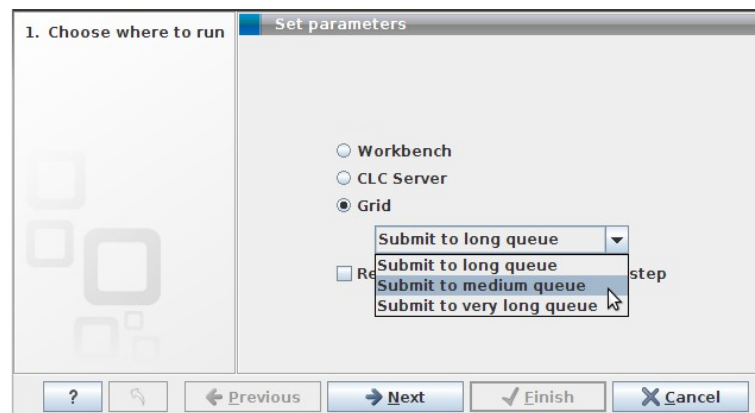 1. Choose where to run
Set parameters
Workbench
CLC Server
Grid
Submit to long queue
Submit to long queue
Re step
Submit to medium queue
Submit to very long queue
?
Previous
Next
Finish
Cancel